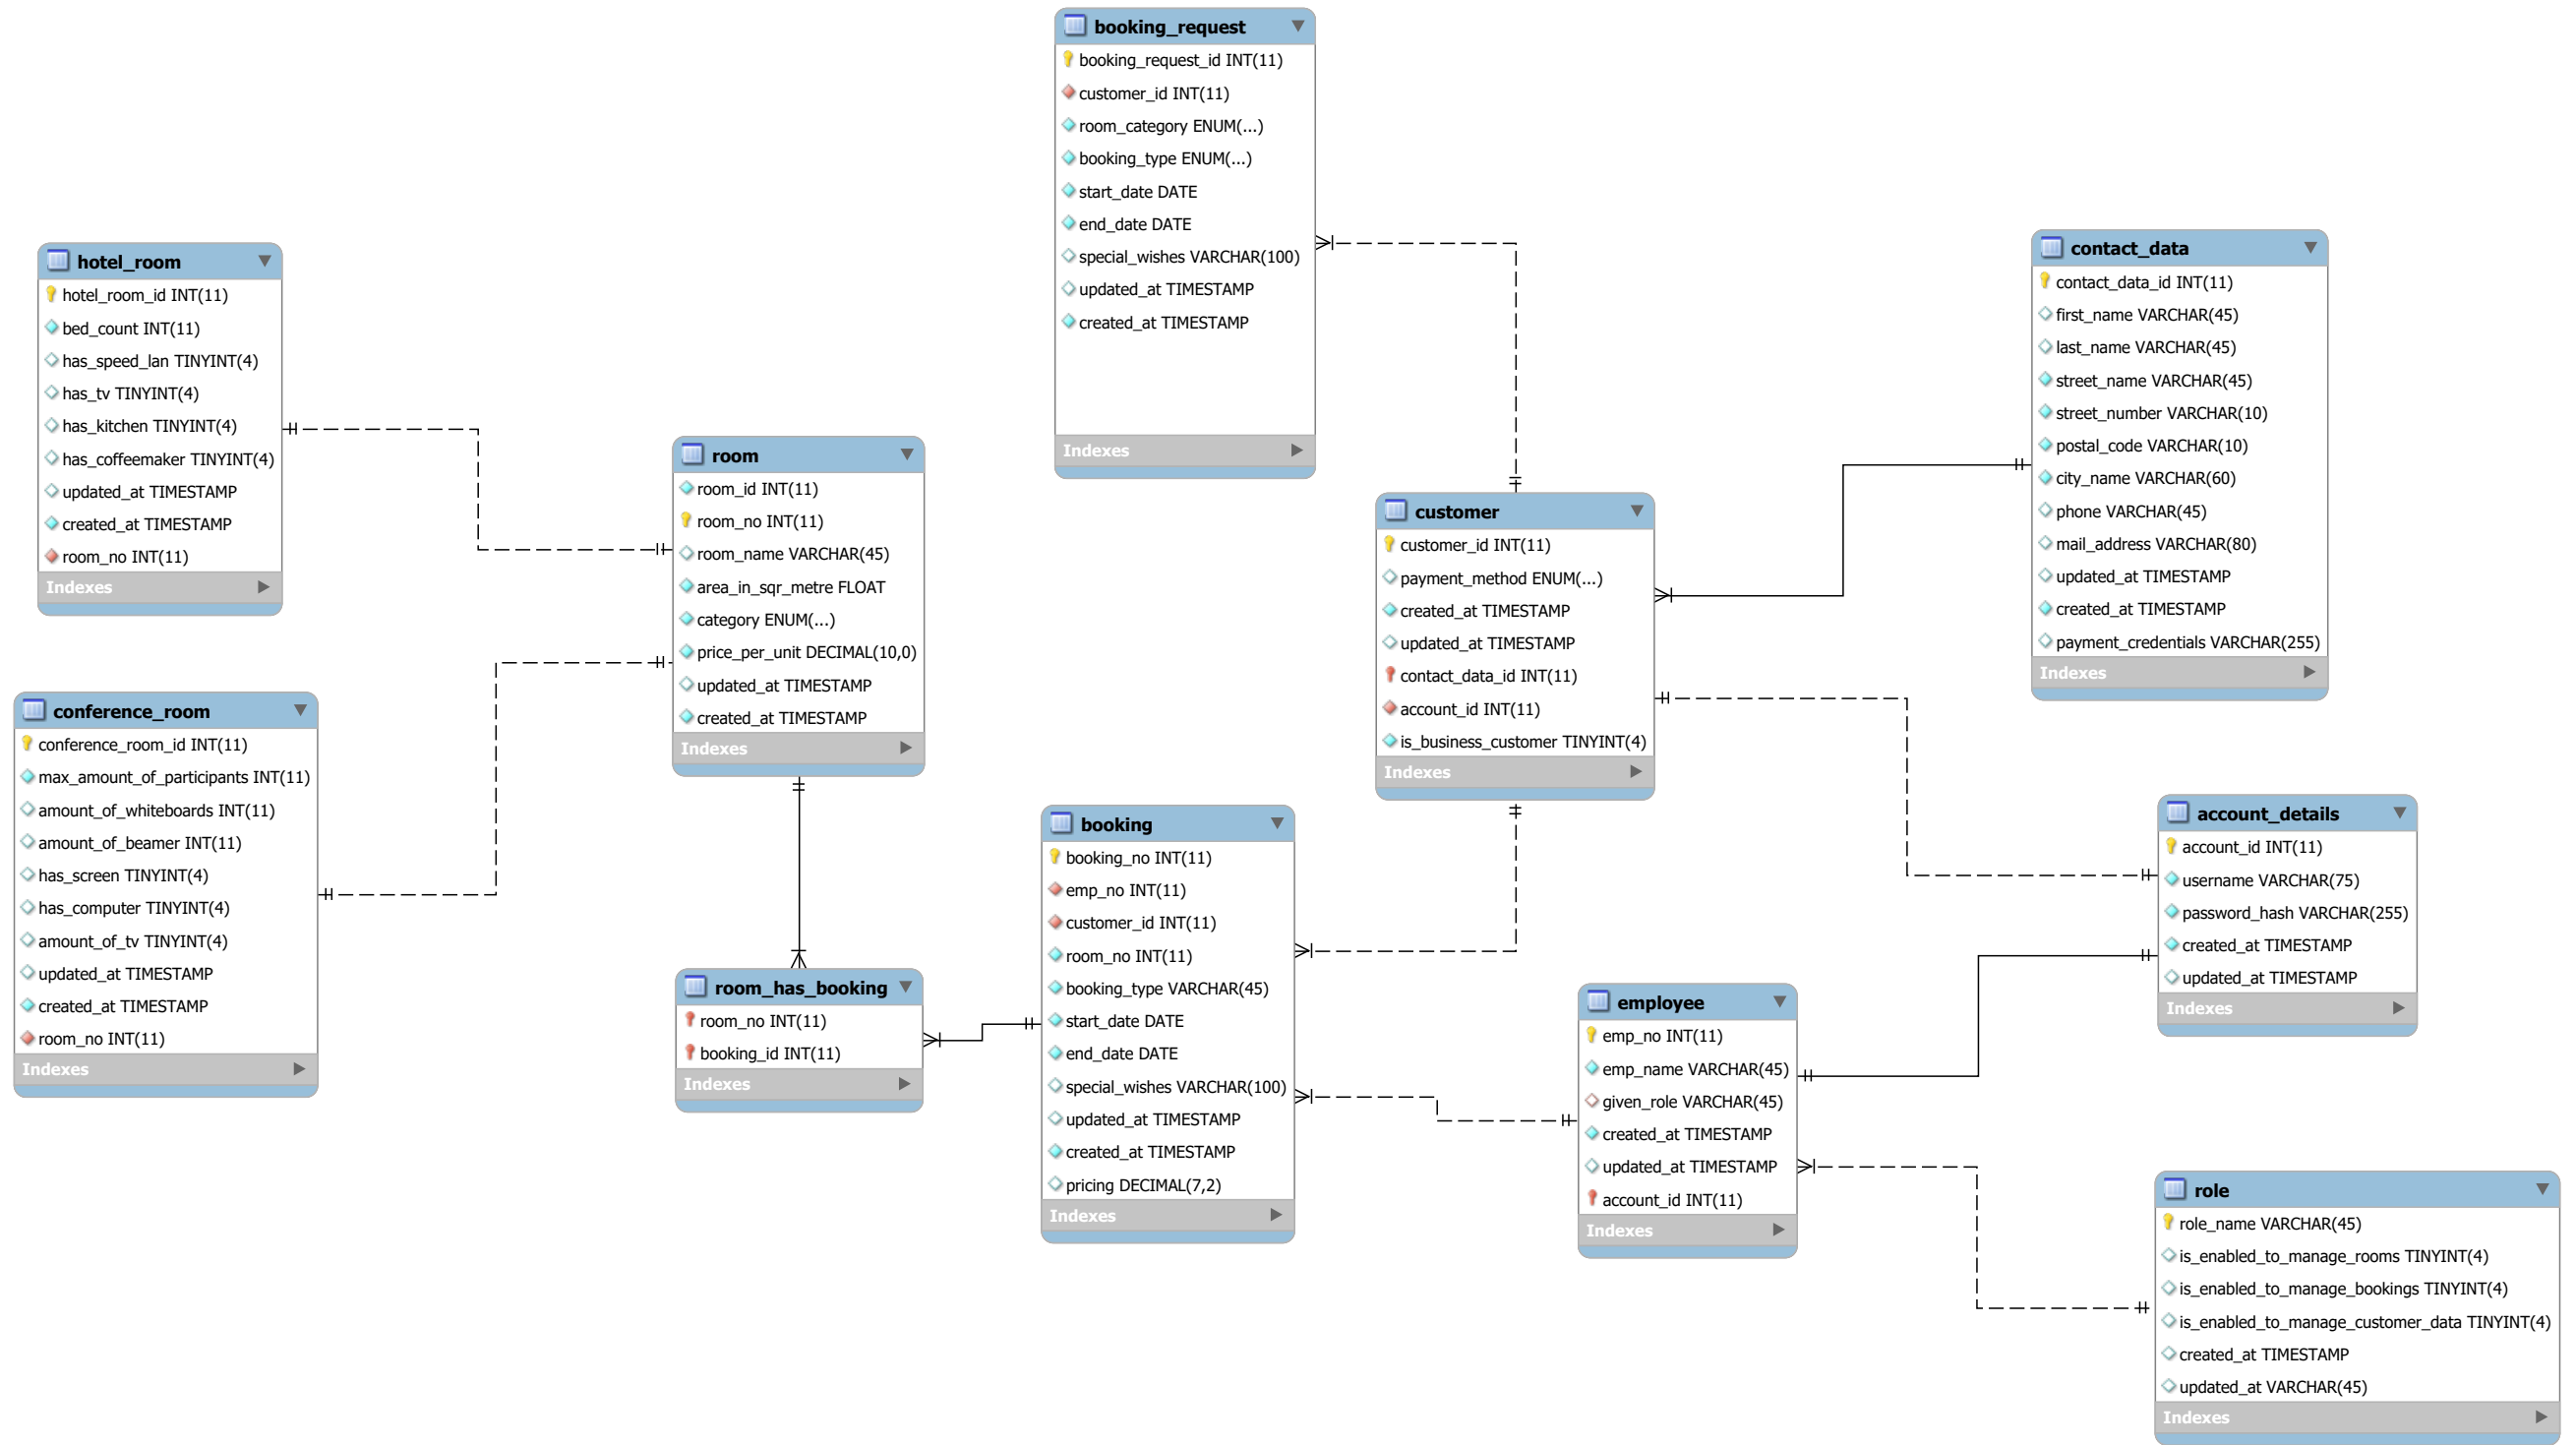 booking_request
booking_request_id INT(11)
customer_id INT(11)
room_category ENUM(...)
booking_type ENUM(...)
start_date DATE
end_date DATE
special_wishes VARCHAR(100)
updated_at TIMESTAMP
created_at TIMESTAMP
Indexes
hotel_room
hotel_room_id INT(11)
bed_count INT(11)
has_speed_lan TINYINT(4)
has_tv TINYINT(4)
has_kitchen TINYINT(4)
has_coffeemaker TINYINT(4)
updated_at TIMESTAMP
created_at TIMESTAMP
room_no INT(11)
Indexes
contact_data
contact_data_id INT(11)
first_name VARCHAR(45)
last_name VARCHAR(45)
street_name VARCHAR(45)
street_number VARCHAR(10)
postal_code VARCHAR(10)
city_name VARCHAR(60)
phone VARCHAR(45)
mail_address VARCHAR(80)
updated_at TIMESTAMP
created_at TIMESTAMP
payment_credentials VARCHAR(255)
Indexes
room
room_id INT(11)
room_no INT(11)
room_name VARCHAR(45)
area_in_sqr_metre FLOAT
category ENUM(...)
price_per_unit DECIMAL(10,0)
updated_at TIMESTAMP
created_at TIMESTAMP
Indexes
customer
customer_id INT(11)
payment_method ENUM(...)
created_at TIMESTAMP
updated_at TIMESTAMP
contact_data_id INT(11)
account_id INT(11)
is_business_customer TINYINT(4)
Indexes
conference_room
conference_room_id INT(11)
max_amount_of_participants INT(11)
amount_of_whiteboards INT(11)
amount_of_beamer INT(11)
has_screen TINYINT(4)
has_computer TINYINT(4)
amount_of_tv TINYINT(4)
updated_at TIMESTAMP
created_at TIMESTAMP
room_no INT(11)
Indexes
account_details
account_id INT(11)
username VARCHAR(75)
password_hash VARCHAR(255)
created_at TIMESTAMP
updated_at TIMESTAMP
Indexes
booking
booking_no INT(11)
emp_no INT(11)
customer_id INT(11)
room_no INT(11)
booking_type VARCHAR(45)
start_date DATE
end_date DATE
special_wishes VARCHAR(100)
updated_at TIMESTAMP
created_at TIMESTAMP
pricing DECIMAL(7,2)
Indexes
room_has_booking
room_no INT(11)
booking_id INT(11)
Indexes
employee
emp_no INT(11)
emp_name VARCHAR(45)
given_role VARCHAR(45)
created_at TIMESTAMP
updated_at TIMESTAMP
account_id INT(11)
Indexes
role
role_name VARCHAR(45)
is_enabled_to_manage_rooms TINYINT(4)
is_enabled_to_manage_bookings TINYINT(4)
is_enabled_to_manage_customer_data TINYINT(4)
created_at TIMESTAMP
updated_at VARCHAR(45)
Indexes